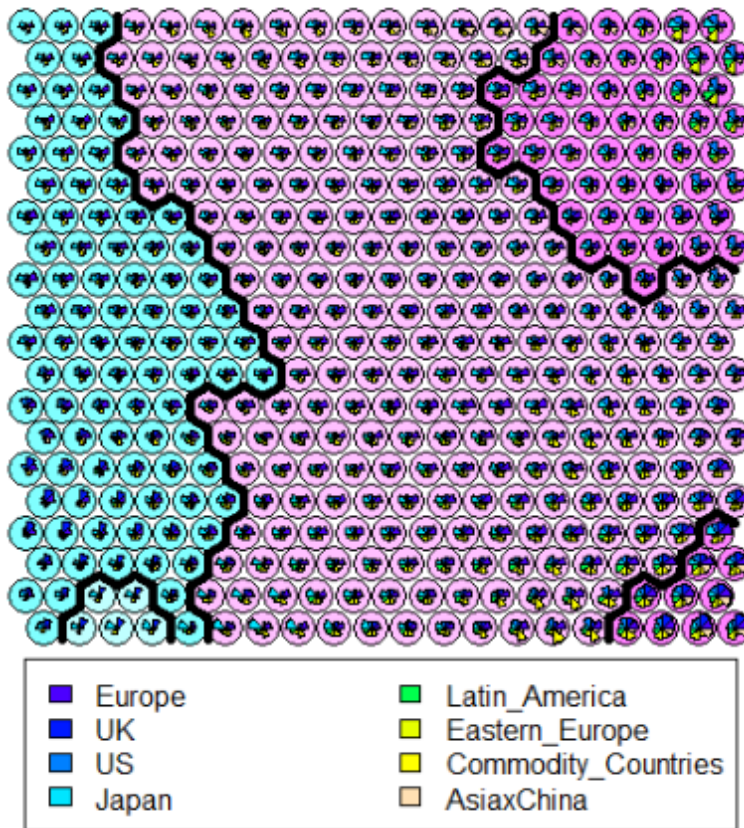 Europe
UK
US
Japan
Latin_America
Eastern_Europe
Commodity_Countries
AsiaxChina